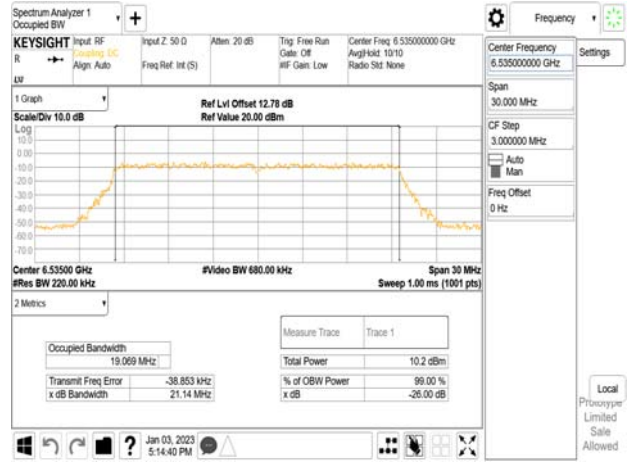 Spectrum Analyzer 1
Occupied BW
KEYSIGHT
R
Input: RF
Coupling: DC
Align: Auto
Input Z: 50 Ω
Freq Ref: Int (S)
Atten: 20 dB
Trig: Free Run
Gate: Off
#IF Gain: Low
Center Freq: 6.535000000 GHz
Avg|Hold: 10/10
Radio Std: None
1 Graph
Scale/Div 10.0 dB
Ref Lvl Offset 12.78 dB
Ref Value 20.00 dBm
Log
10.0
0.00
-10.0
-20.0
-30.0
-40.0
-50.0
-60.0
-70.0
Center 6.53500 GHz
#Res BW 220.00 kHz
#Video BW 680.00 kHz
Span 30 MHz
Sweep 1.00 ms (1001 pts)
2 Metrics
Measure Trace
Trace 1
Occupied Bandwidth
19.069 MHz
Total Power
10.2 dBm
Transmit Freq Error
-38.853 kHz
% of OBW Power
99.00 %
x dB Bandwidth
21.14 MHz
x dB
-26.00 dB
?
Jan 03, 2023
5:14:40 PM
Frequency
Settings
Center Frequency
6.535000000 GHz
Span
30.000 MHz
CF Step
3.000000 MHz
Auto
Man
Freq Offset
0 Hz
Local
Prototype
Limited
Sale
Allowed